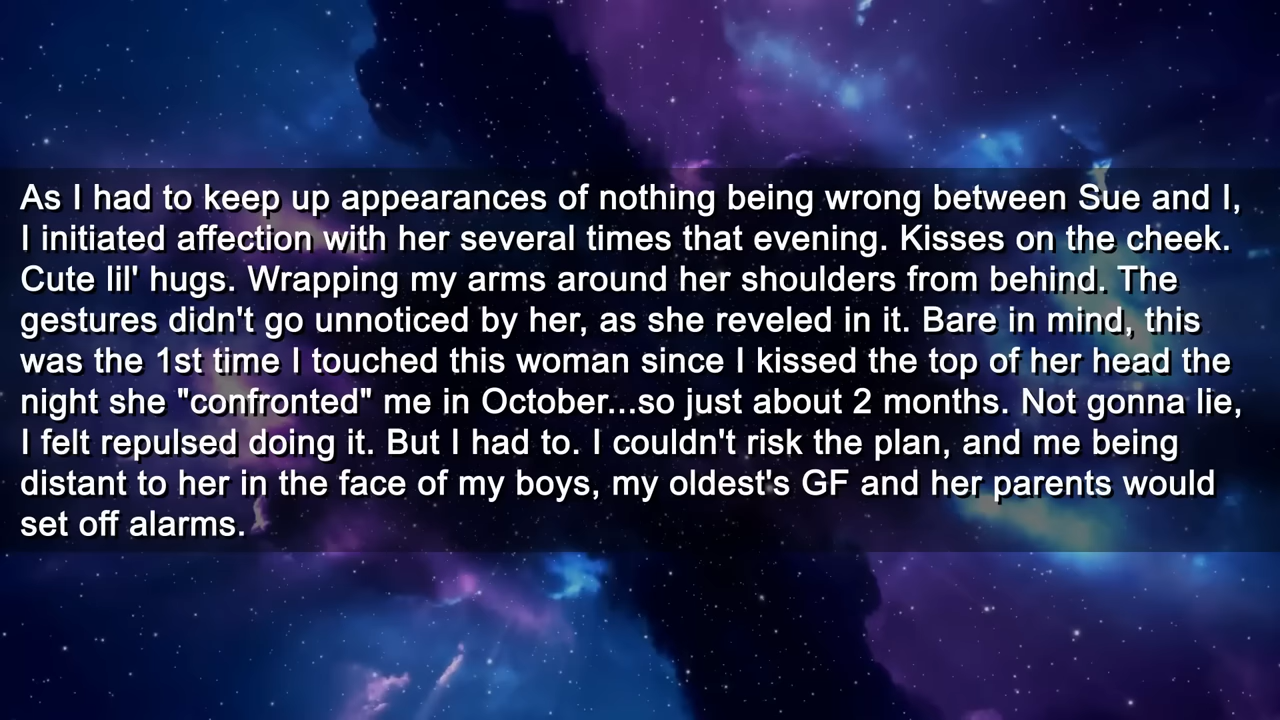 As I had to keep up appearances of nothing being wrong between Sue and I,
I initiated affection with her several times that evening. Kisses on the cheek.
Cute lil' hugs. Wrapping my arms around her shoulders from behind. The
gestures didn't go unnoticed by her, as she reveled in it. Bare in mind, this
was the 1st time I touched this woman since I kissed the top of her head the
night she "confronted" me in October...so just about 2 months. Not gonna lie,
I felt repulsed doing it. But I had to. I couldn't risk the plan, and me being
distant to her in the face of my boys, my oldest's GF and her parents would
set off alarms.